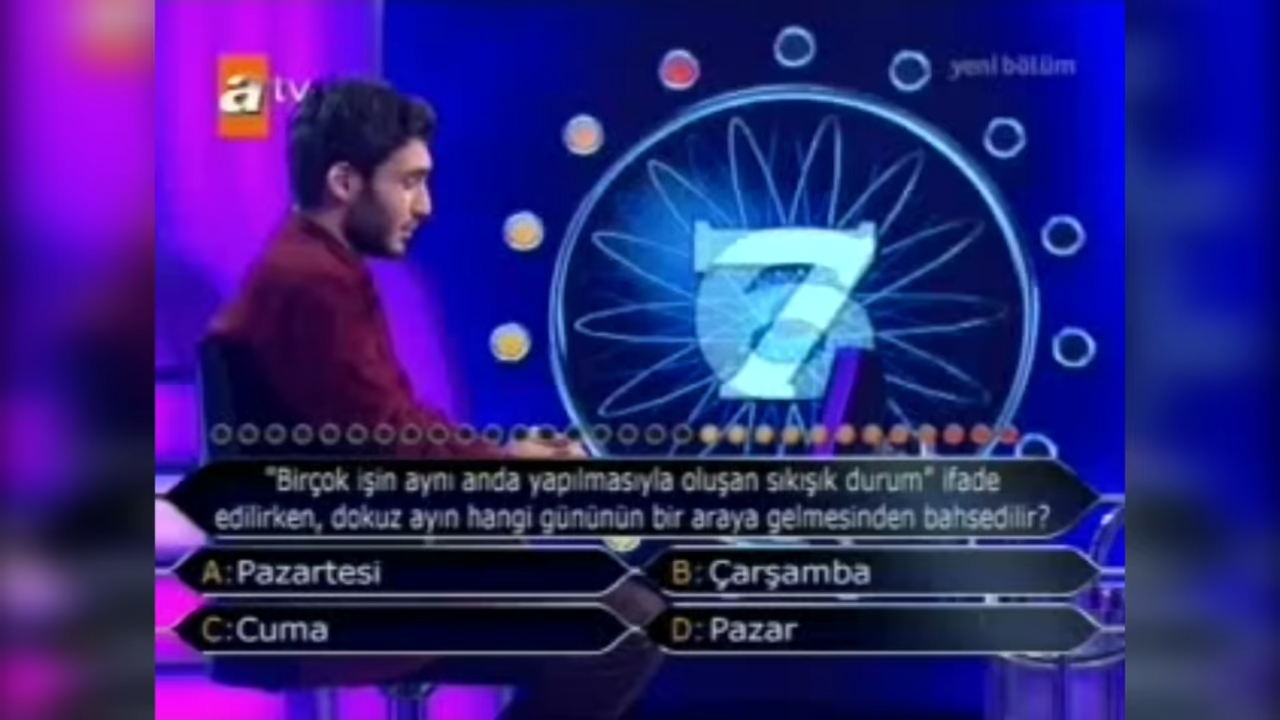 atv
yeni bölüm
7
"Birçok işin aynı anda yapılmasıyla oluşan sıkışık durum" ifade
edilirken, dokuz ayın hangi gününün bir araya gelmesinden bahsedilir?
A: Pazartesi
B: Çarşamba
C: Cuma
D: Pazar